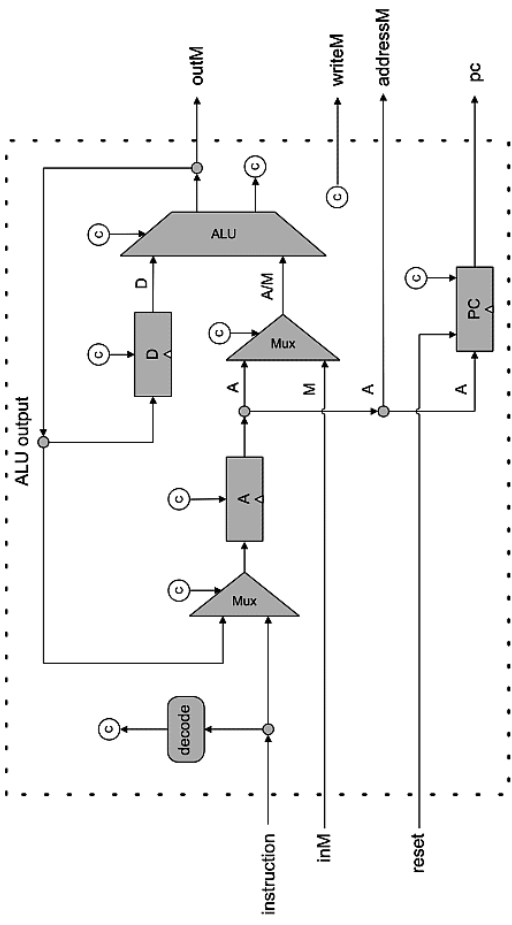 ALU output
outM
c
c
c
D
D
ALU
c
decode
c
Mux
c
A
A
c
Mux
A/M
instruction
M
c
writeM
inM
A
addressM
reset
A
c
PC
pc